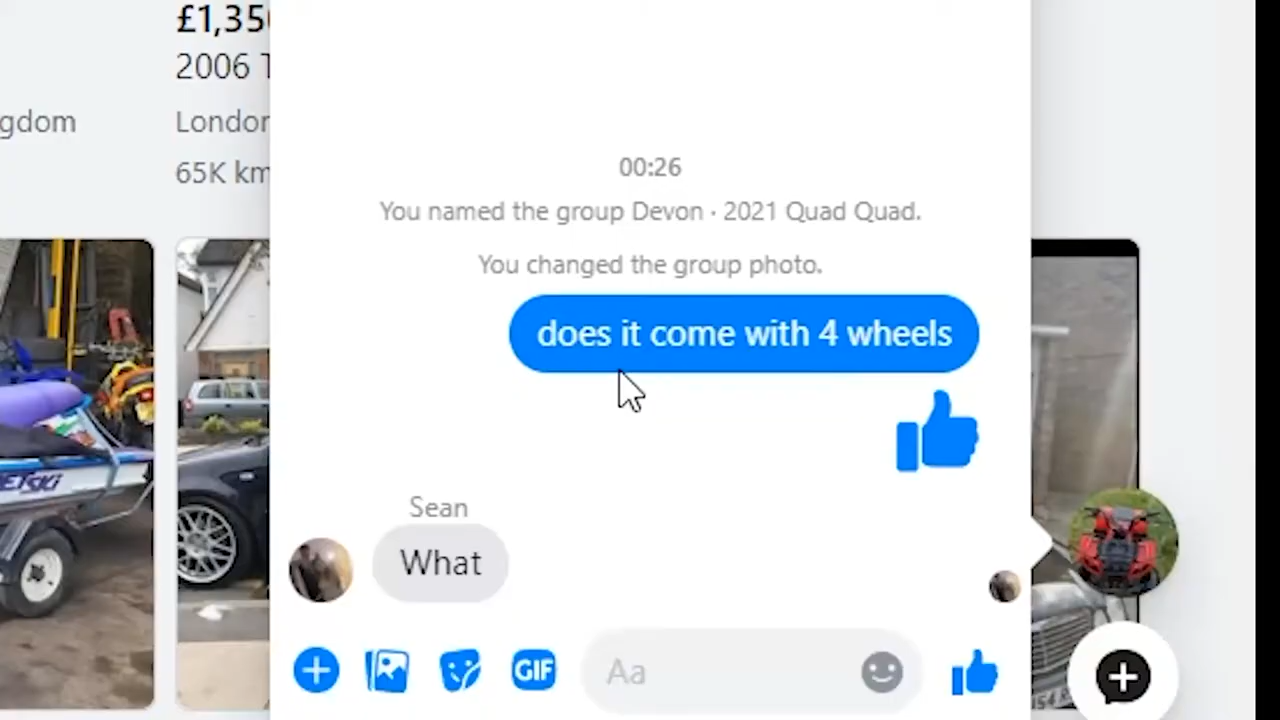 £1,35
2006
gdom
London
65K km
00:26
You named the group Devon · 2021 Quad Quad.
You changed the group photo.
does it come with 4 wheels
Sean
What
GIF
Aa